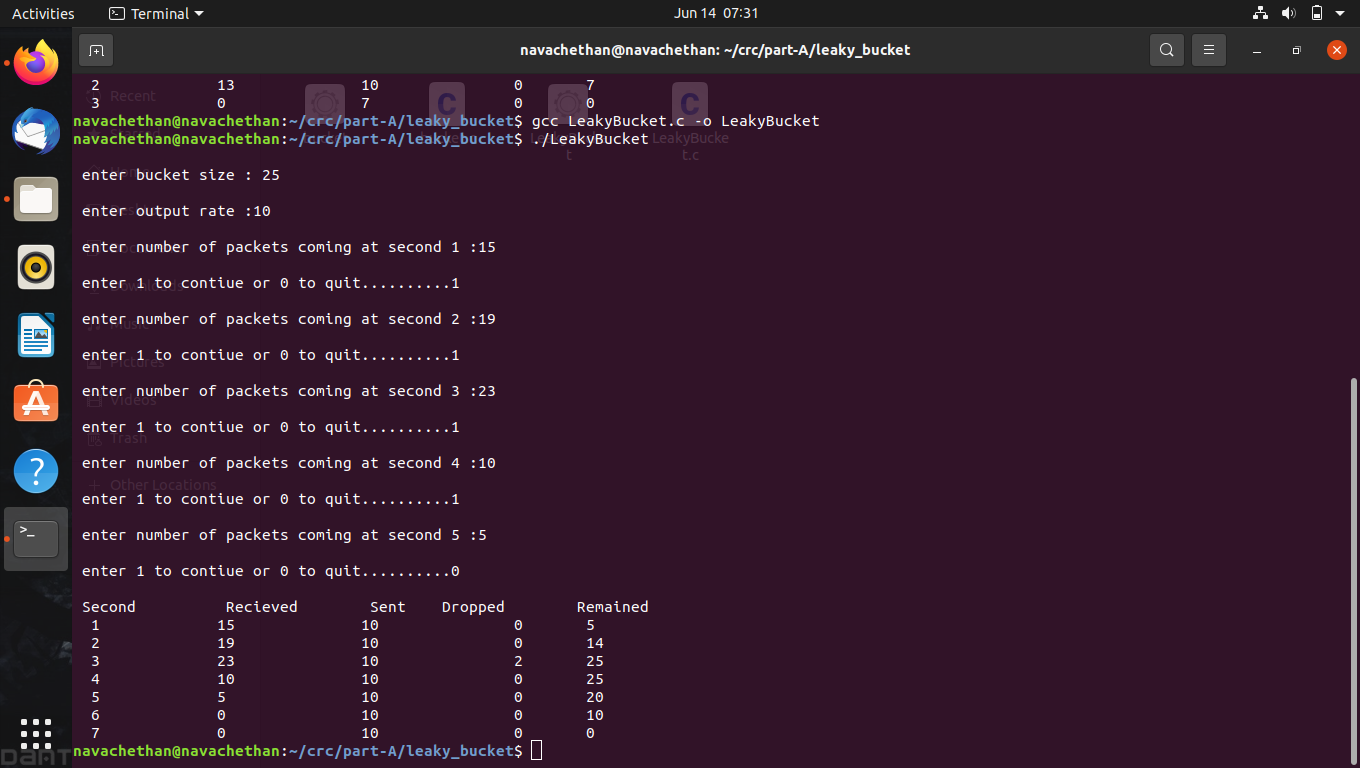 Activities Terminal Jun 14 07:31
navachethan@navachethan: ~/crc/part-A/leaky_bucket
2 13 10 0 7
Recent
3 0 7 0 0
navachethan@navachethan:~/crc/part-A/leaky_bucket$ gcc LeakyBucket.c -o LeakyBucket
navachethan@navachethan:~/crc/part-A/leaky_bucket$ ./LeakyBucket
LeakyBucke
t t.c
enter bucket size : 25
enter output rate :10
enter number of packets coming at second 1 :15
enter 1 to contiue or 0 to quit..........1
Downloads
enter number of packets coming at second 2 :19
Music
enter 1 to contiue or 0 to quit..........1
Pictures
enter number of packets coming at second 3 :23
Videos
enter 1 to contiue or 0 to quit..........1
Trash
enter number of packets coming at second 4 :10
Other Locations
enter 1 to contiue or 0 to quit..........1
enter number of packets coming at second 5 :5
enter 1 to contiue or 0 to quit..........0
Second Recieved Sent Dropped Remained
1 15 10 0 5
2 19 10 0 14
3 23 10 2 25
4 10 10 0 25
5 5 10 0 20
6 0 10 0 10
7 0 10 0 0
navachethan@navachethan:~/crc/part-A/leaky_bucket$